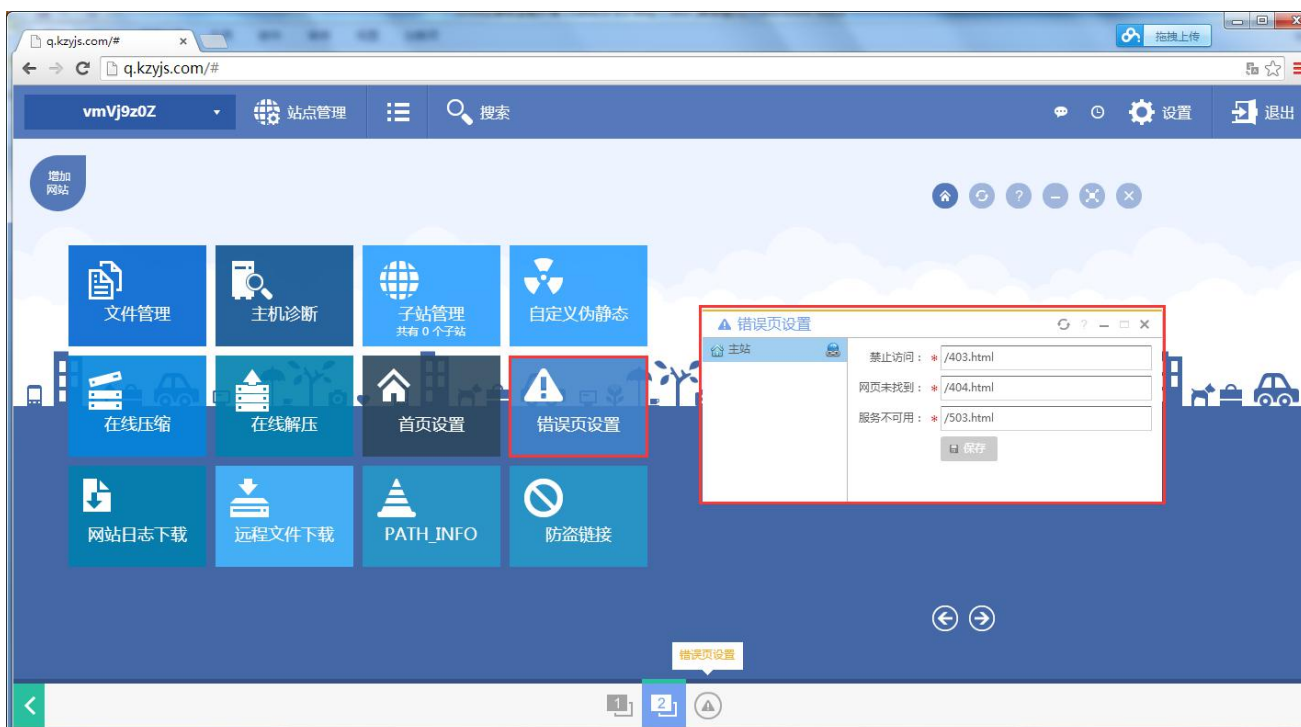 q.kzyjs.com/#
拖拽上传
q.kzyjs.com/#
vmVj9z0Z
站点管理
搜索
设置
退出
增加
网站
文件管理
主机诊断
子站管理
共有 0 个子站
自定义伪静态
在线压缩
在线解压
首页设置
错误页设置
网站日志下载
远程文件下载
PATH_INFO
防盗链接
错误页设置
主站
禁止访问： * /403.html
网页未找到： * /404.html
服务不可用： * /503.html
保存
错误页设置
1
2